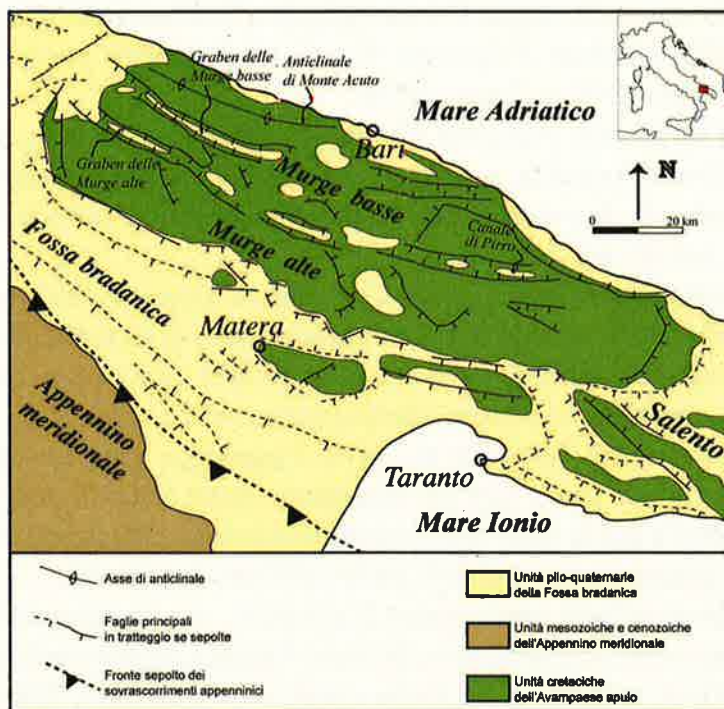 Graben delle
Murge basse
Anticlinale
di Monte Acuto
Mare Adriatico
Bari
N
0 20 km
Graben delle
Murge alte
Murge basse
Canale
di Pirro
Murge alte
Fossa bradanica
Matera
Appennino
meridionale
Salento
Taranto
Mare Ionio
Asse di anticlinale
Faglie principali
in tratteggio se sepolte
Fronte sepolto dei
sovrascorrimenti appenninici
Unità plio-quaternarie
della Fossa bradanica
Unità mesozoiche e cenozoiche
dell'Appennino meridionale
Unità cretaciche
dell'Avampaese apulo